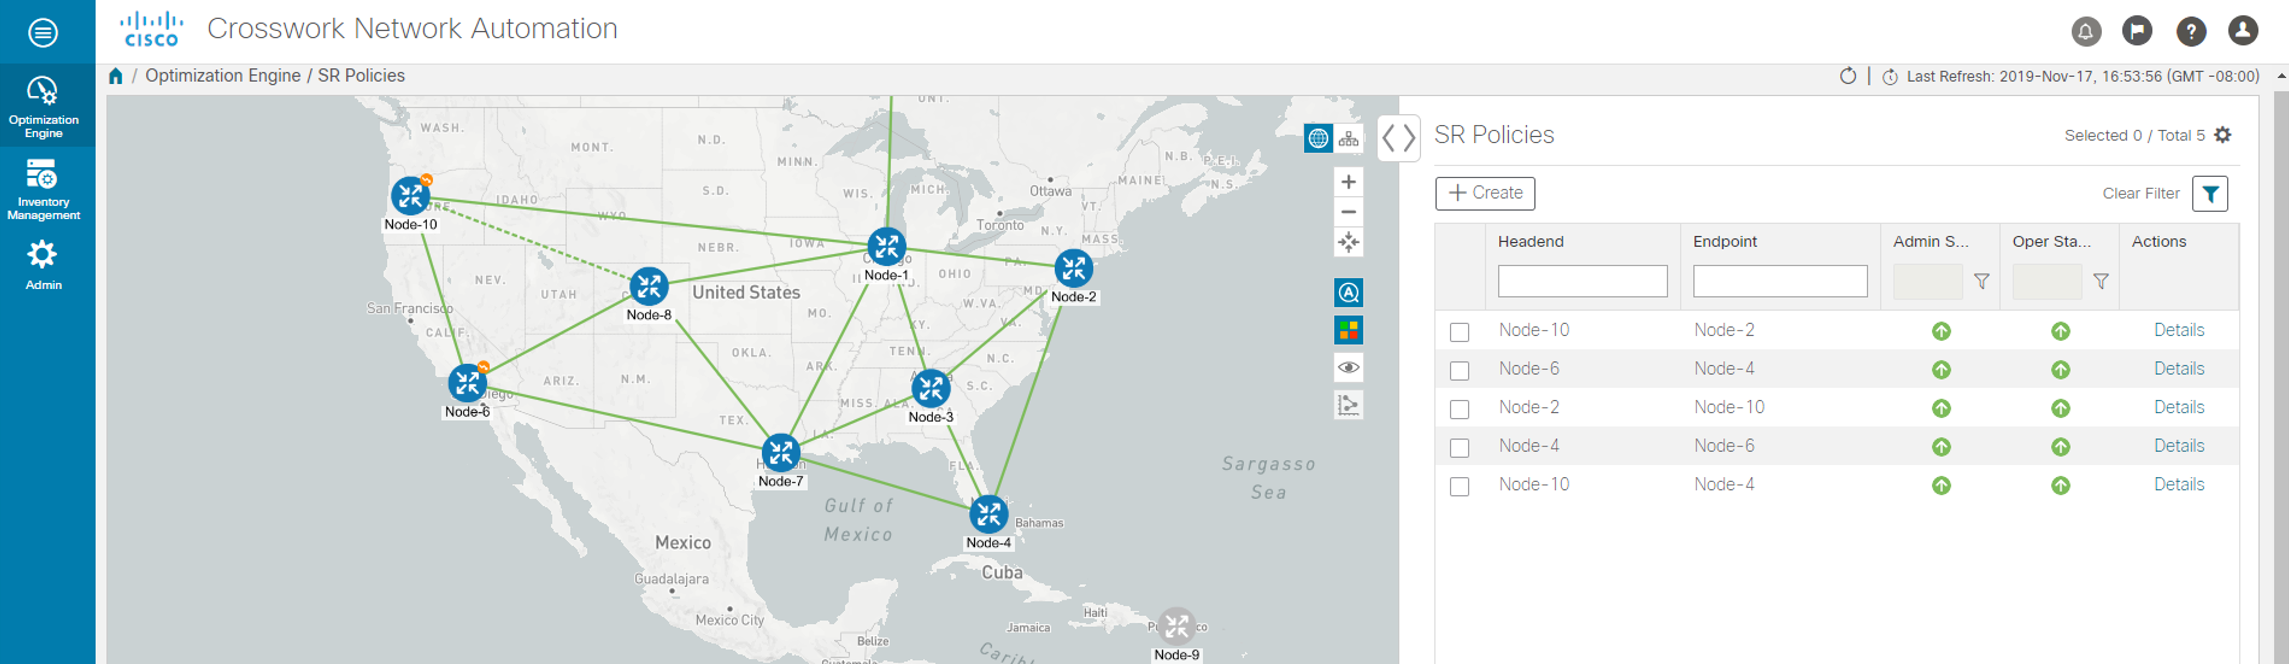 CISCO
Crosswork Network Automation
/ Optimization Engine / SR Policies
Last Refresh: 2019-Nov-17, 16:53:56 (GMT -08:00)
Optimization
Engine
Inventory
Management
Admin
ONT.
WASH.
N.D.
MONT.
MINN.
N.B.
P.E.I.
WIS.
MICH.
Ottawa
MAINE
N.S.
S.D.
IDAHO
VT.
WYO
Node-10
Toronto
N.Y.
MASS.
NEBR.
IOWA
Node-1
OHIO
PA.
NEV.
UTAH
United States
MD.
Node-2
San Francisco
Node-8
MO.
W.VA.
CALIF.
KY.
VA.
OKLA.
TENN.
N.C.
ARIZ.
N.M.
ARK.
S.C.
Node-6
TEX.
MISS.
ALA.
Node-3
LA.
FLA.
Node-7
Sargasso
Sea
Gulf of
Mexico
Bahamas
Node-4
Mexico
Cuba
Guadalajara
Mexico City
Haiti
Jamaica
Belize
Node-9
SR Policies
Selected 0 / Total 5
+ Create
Clear Filter
Headend Endpoint Admin S... Oper Sta... Actions
Node-10 Node-2 Details
Node-6 Node-4 Details
Node-2 Node-10 Details
Node-4 Node-6 Details
Node-10 Node-4 Details